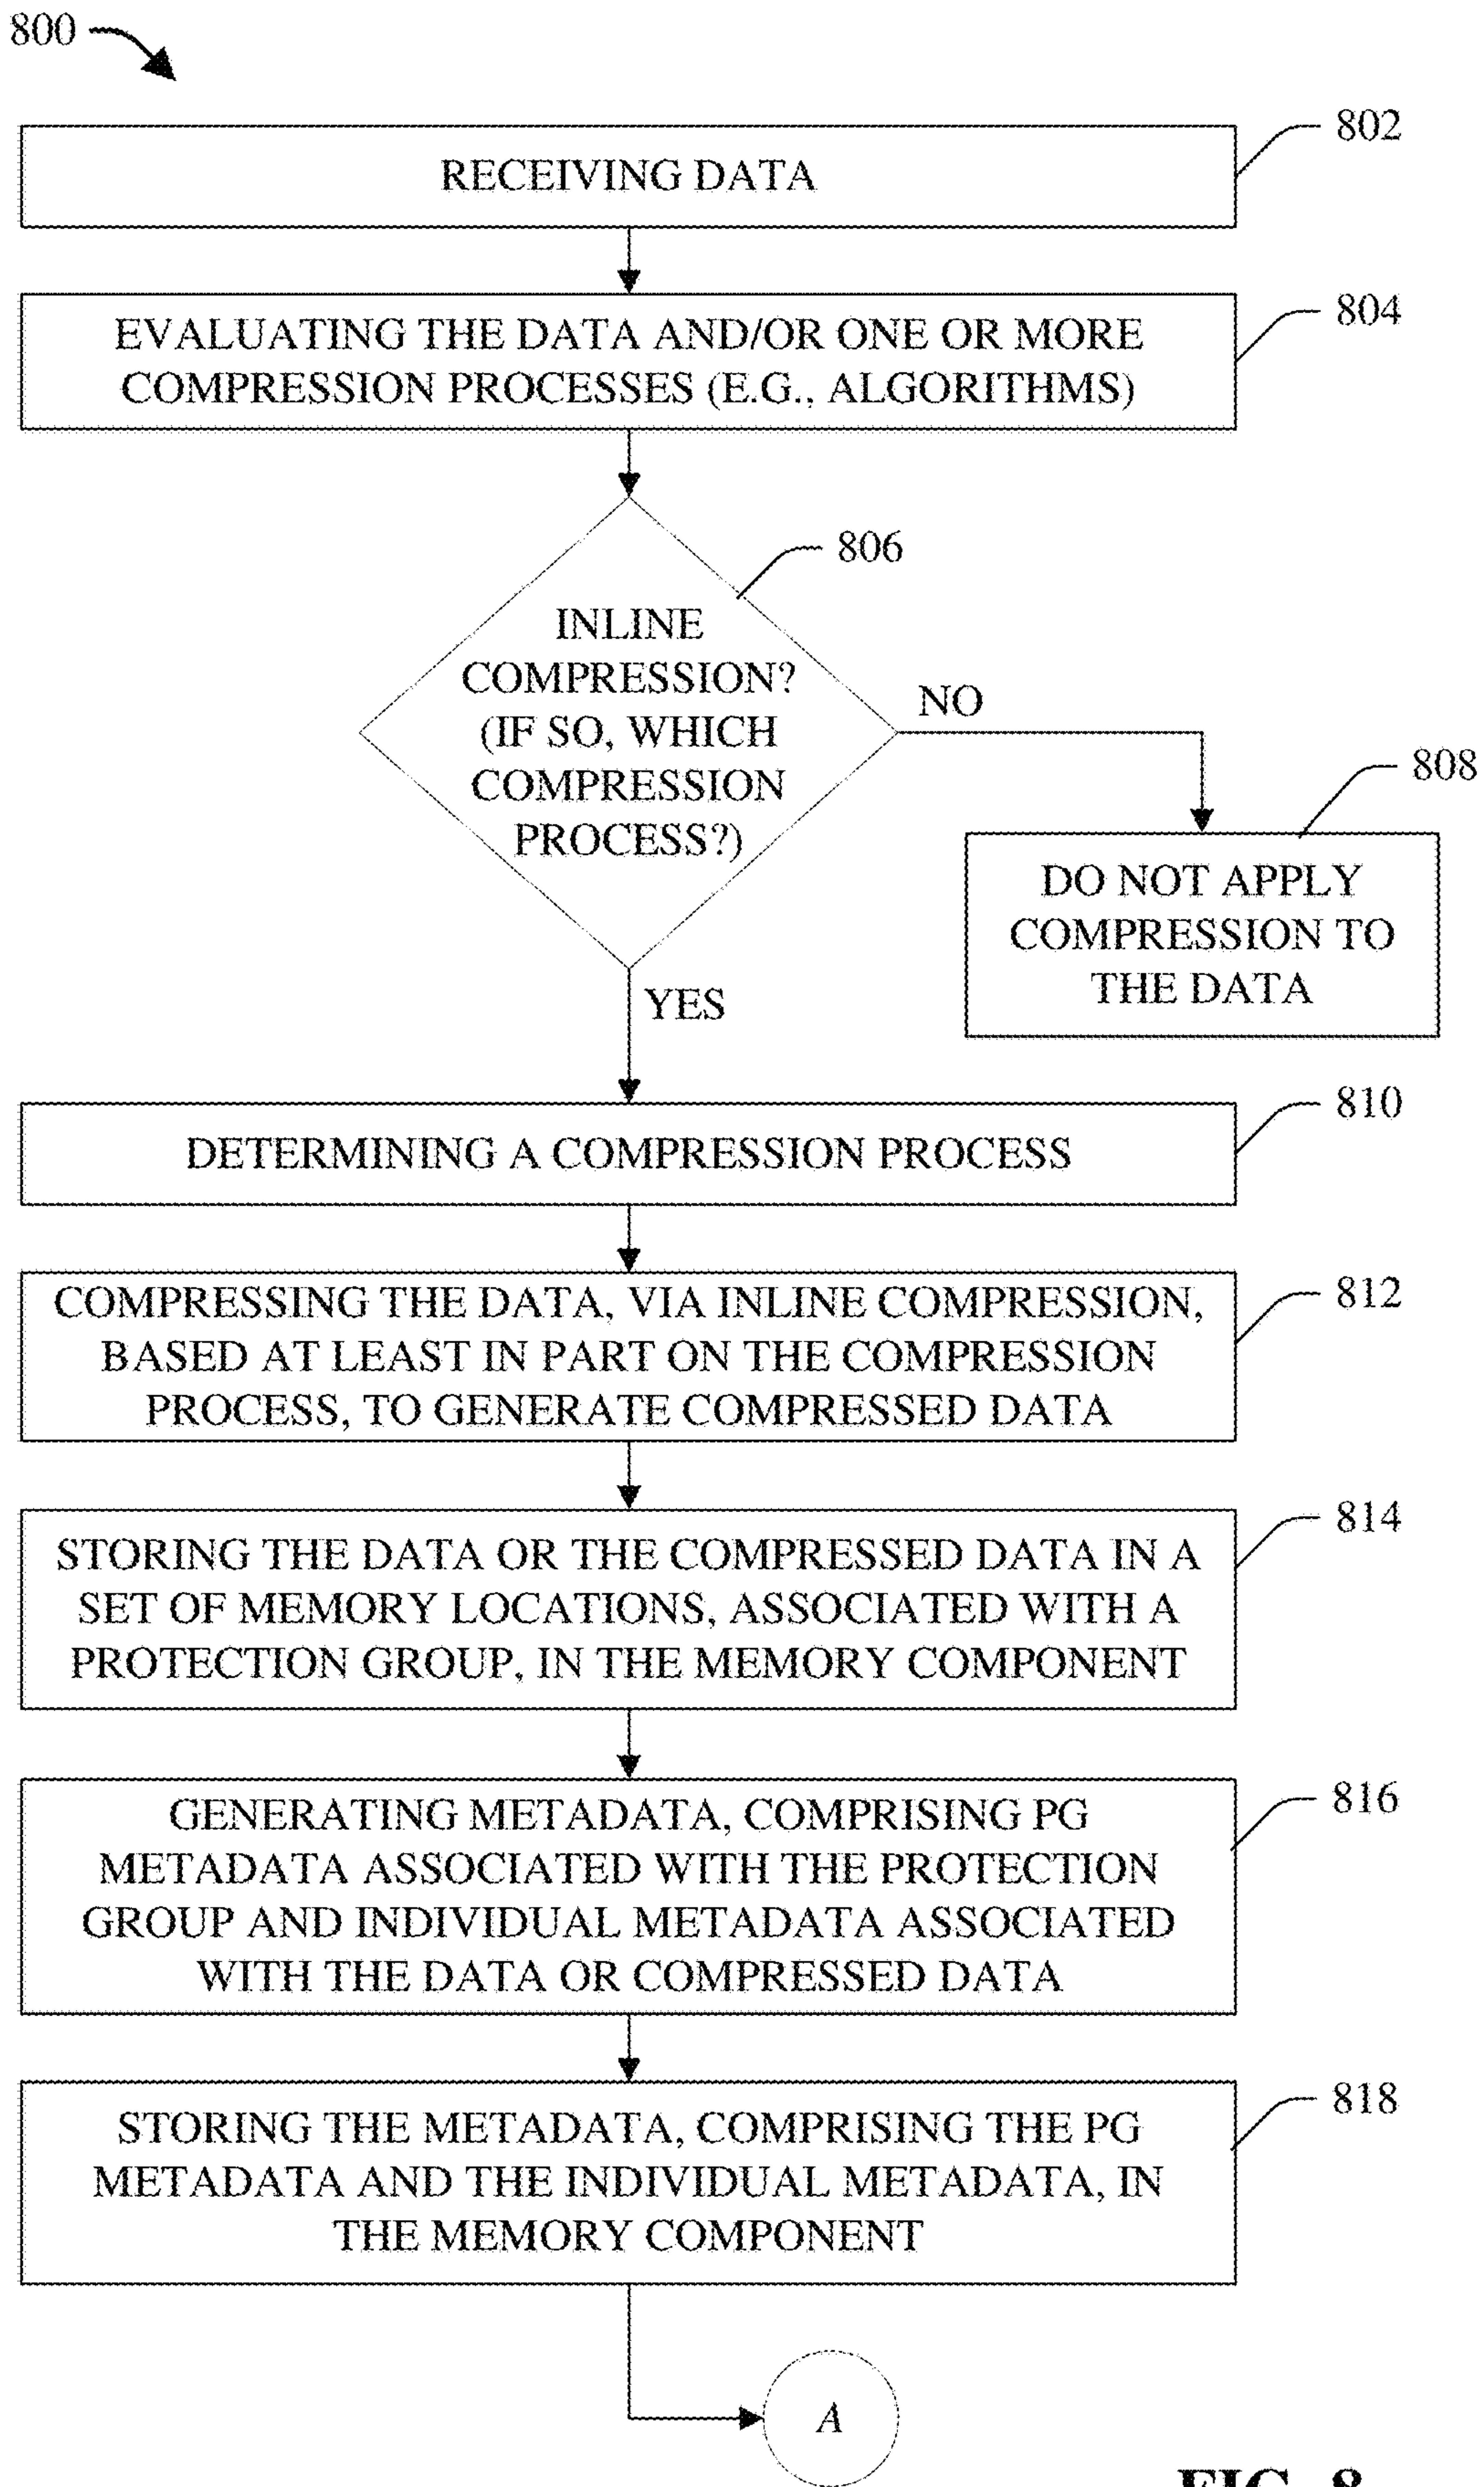 800
802
RECEIVING DATA
804
EVALUATING THE DATA AND/OR ONE OR MORE
COMPRESSION PROCESSES (E.G., ALGORITHMS)
806
INLINE
COMPRESSION?
(IF SO, WHICH
COMPRESSION
PROCESS?)
NO
808
DO NOT APPLY
COMPRESSION TO
THE DATA
YES
810
DETERMINING A COMPRESSION PROCESS
812
COMPRESSING THE DATA, VIA INLINE COMPRESSION,
BASED AT LEAST IN PART ON THE COMPRESSION
PROCESS, TO GENERATE COMPRESSED DATA
814
STORING THE DATA OR THE COMPRESSED DATA IN A
SET OF MEMORY LOCATIONS, ASSOCIATED WITH A
PROTECTION GROUP, IN THE MEMORY COMPONENT
816
GENERATING METADATA, COMPRISING PG
METADATA ASSOCIATED WITH THE PROTECTION
GROUP AND INDIVIDUAL METADATA ASSOCIATED
WITH THE DATA OR COMPRESSED DATA
818
STORING THE METADATA, COMPRISING THE PG
METADATA AND THE INDIVIDUAL METADATA, IN
THE MEMORY COMPONENT
A
FIG. 8